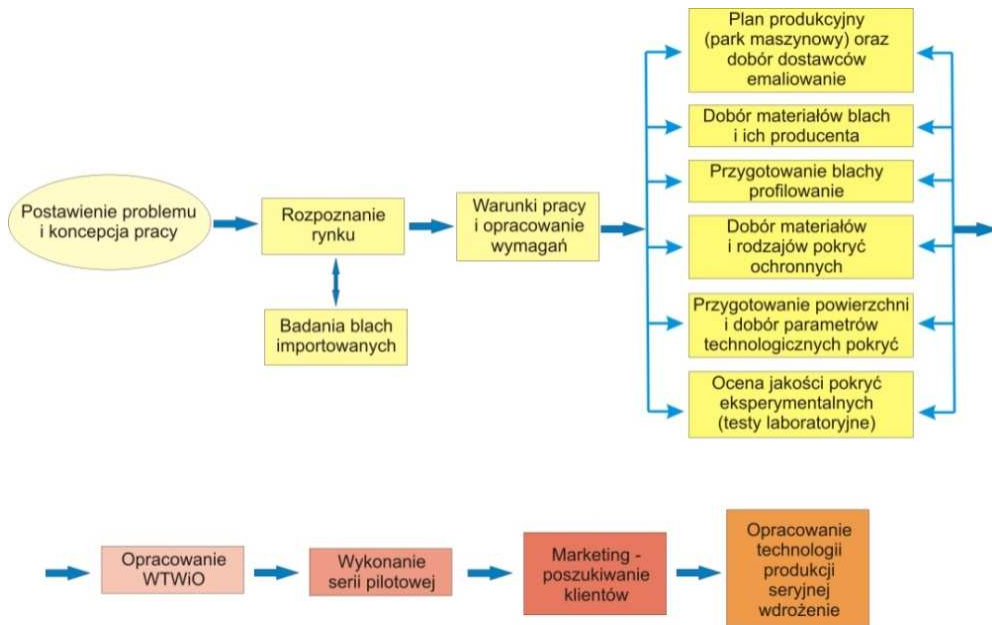 Postawienie problemu
i koncepcja pracy
Rozpoznanie
rynku
Badania blach
importowanych
Warunki pracy
i opracowanie
wymagań
Plan produkcyjny
(park maszynowy) oraz
dobór dostawców
emaliowanie
Dobór materiałów blach
i ich producenta
Przygotowanie blachy
profilowanie
Dobór materiałów
i rodzajów pokryć
ochronnych
Przygotowanie powierzchni
i dobór parametrów
technologicznych pokryć
Ocena jakości pokryć
eksperymentalnych
(testy laboratoryjne)
Opracowanie
WTWiO
Wykonanie
serii pilotowej
Marketing -
poszukiwanie
klientów
Opracowanie
technologii
produkcji
seryjnej
wdrożenie